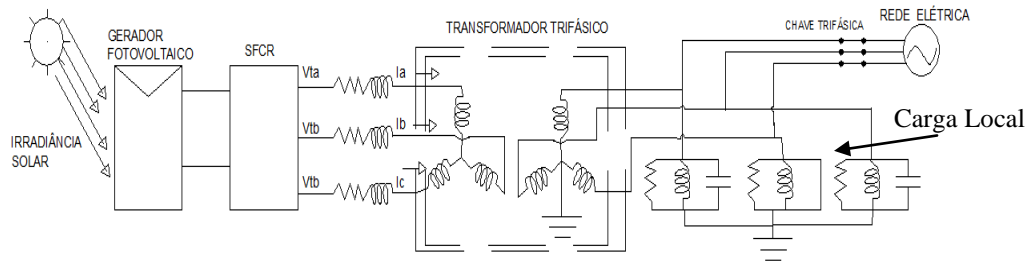 GERADOR
FOTOVOLTAICO
SFCR
TRANSFORMADOR TRIFÁSICO
CHAVE TRIFÁSICA
REDE ELÉTRICA
IRRADIÂNCIA
SOLAR
Vta
Ia
Vtb
Ib
Vtb
Ic
Carga Local